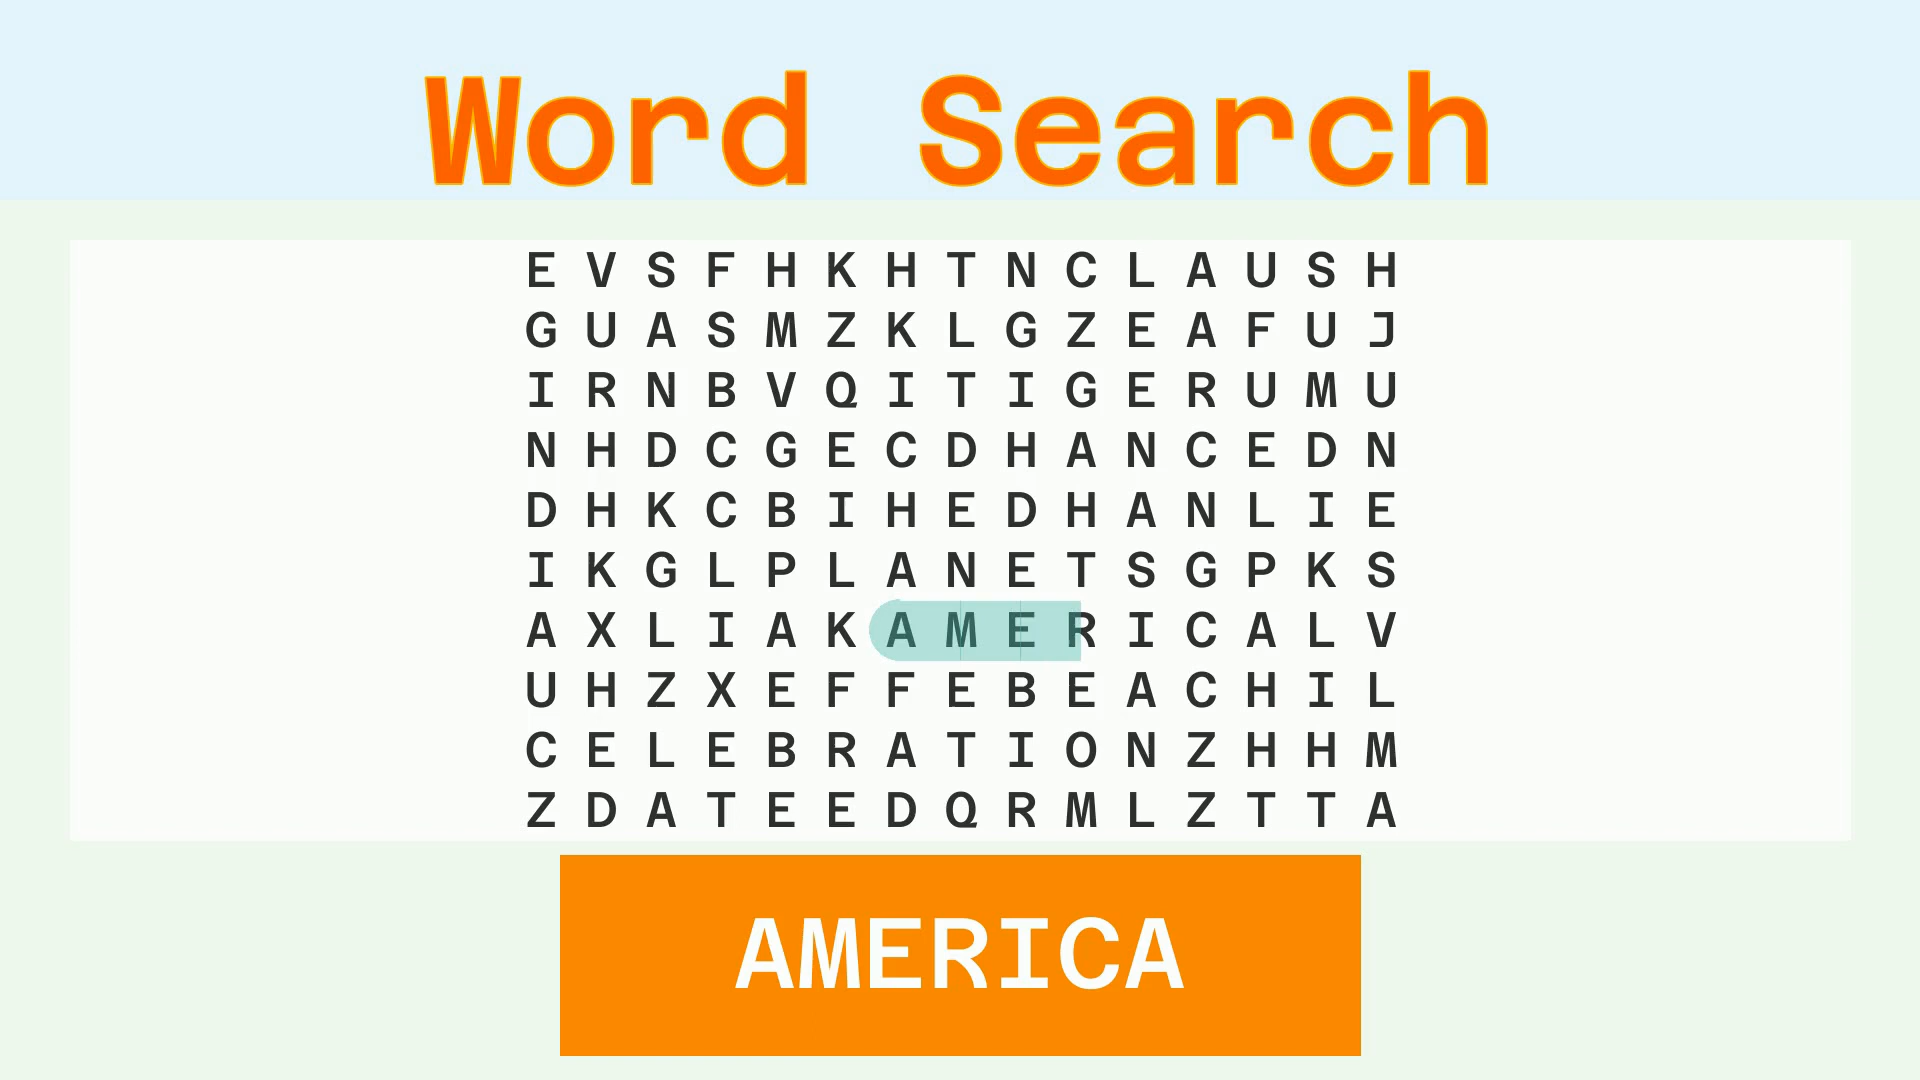 Word Search
E V S F H K H T N C L A U S H
G U A S M Z K L G Z E A F U J
I R N B V Q I T I G E R U M U
N H D C G E C D H A N C E D N
D H K C B I H E D H A N L I E
I K G L P L A N E T S G P K S
A X L I A K A M E R I C A L V
U H Z X E F F E B E A C H I L
C E L E B R A T I O N Z H H M
Z D A T E E D Q R M L Z T T A
AMERICA